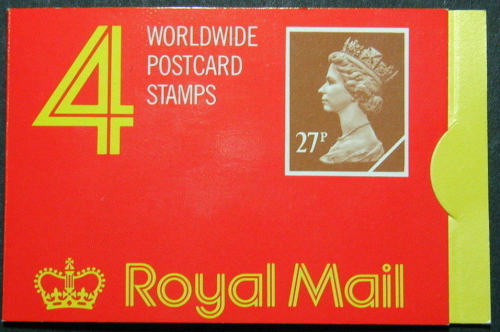 4
WORLDWIDE
POSTCARD
STAMPS
27P
Royal Mail